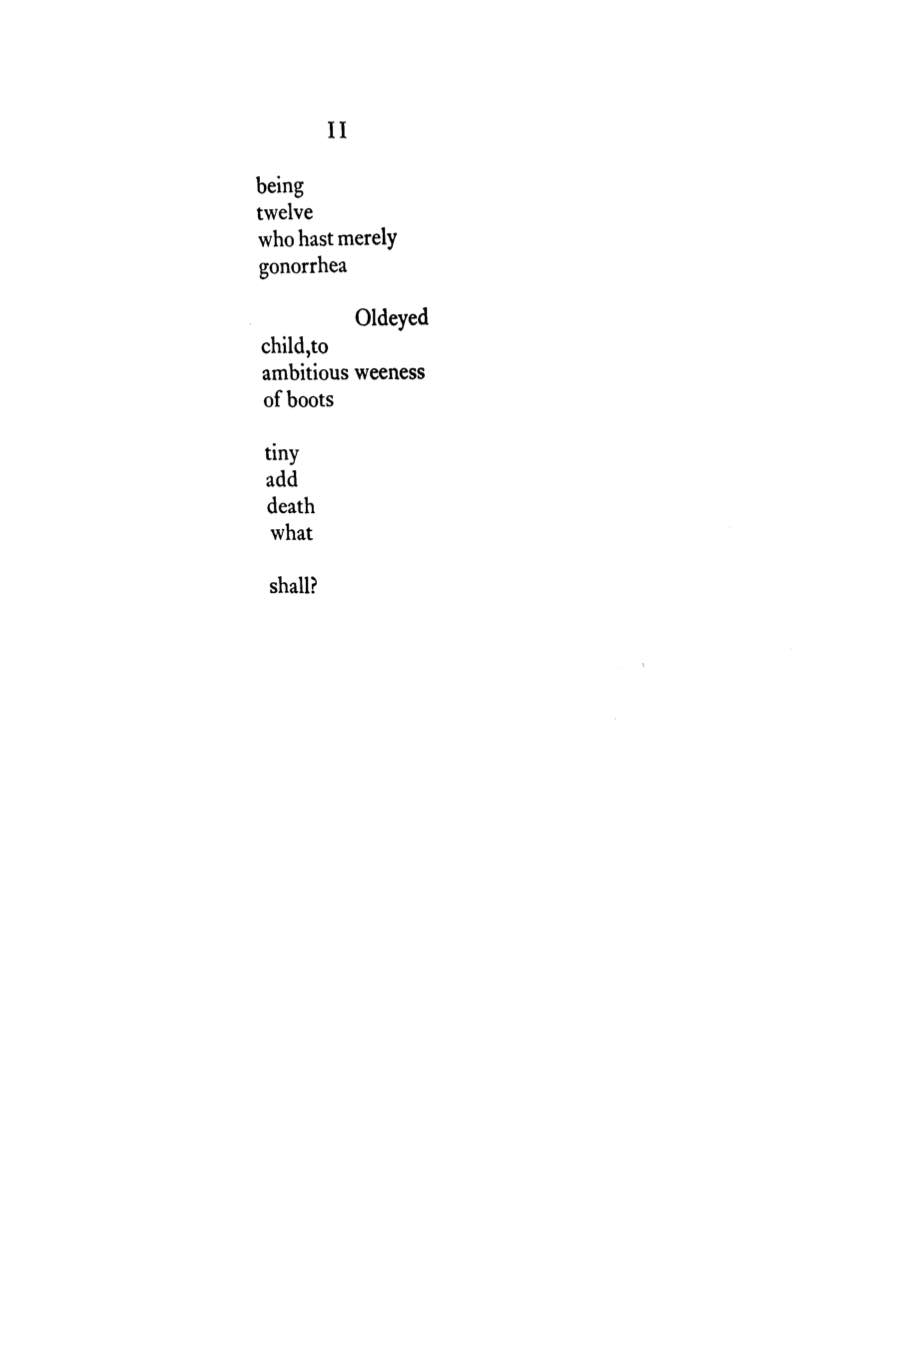 II
being
twelve
who hast merely
gonorrhea
Oldeyed
child,to
ambitious weeness
of boots
tiny
add
death
what
shall?